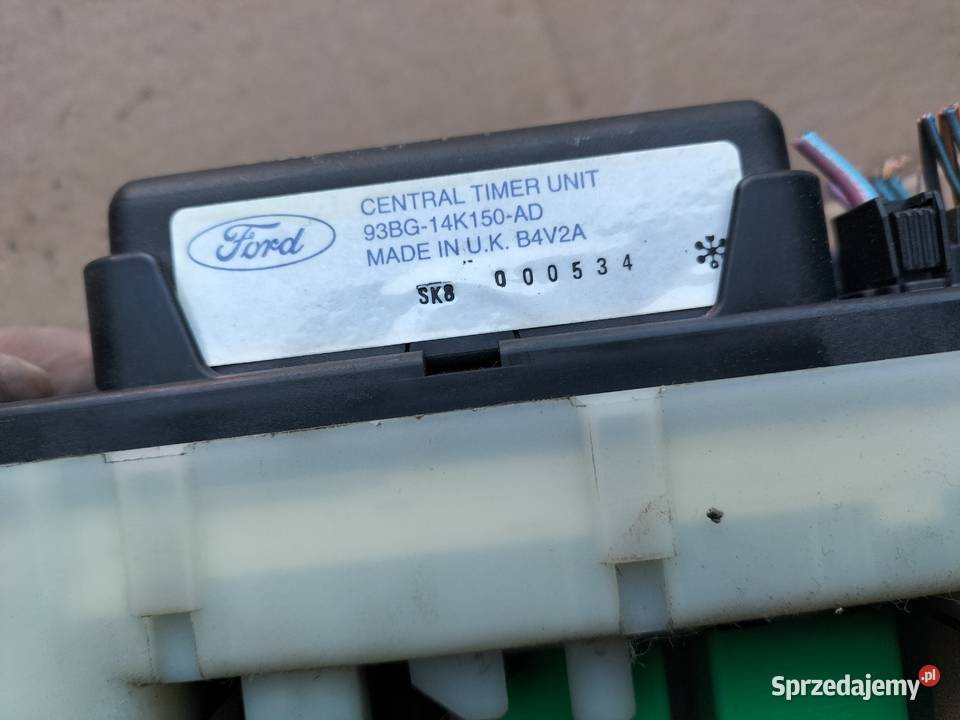 Ford
CENTRAL TIMER UNIT
93BG-14K150-AD
MADE IN U.K. B4V2A
SK8 000534
Sprzedajemy.pl